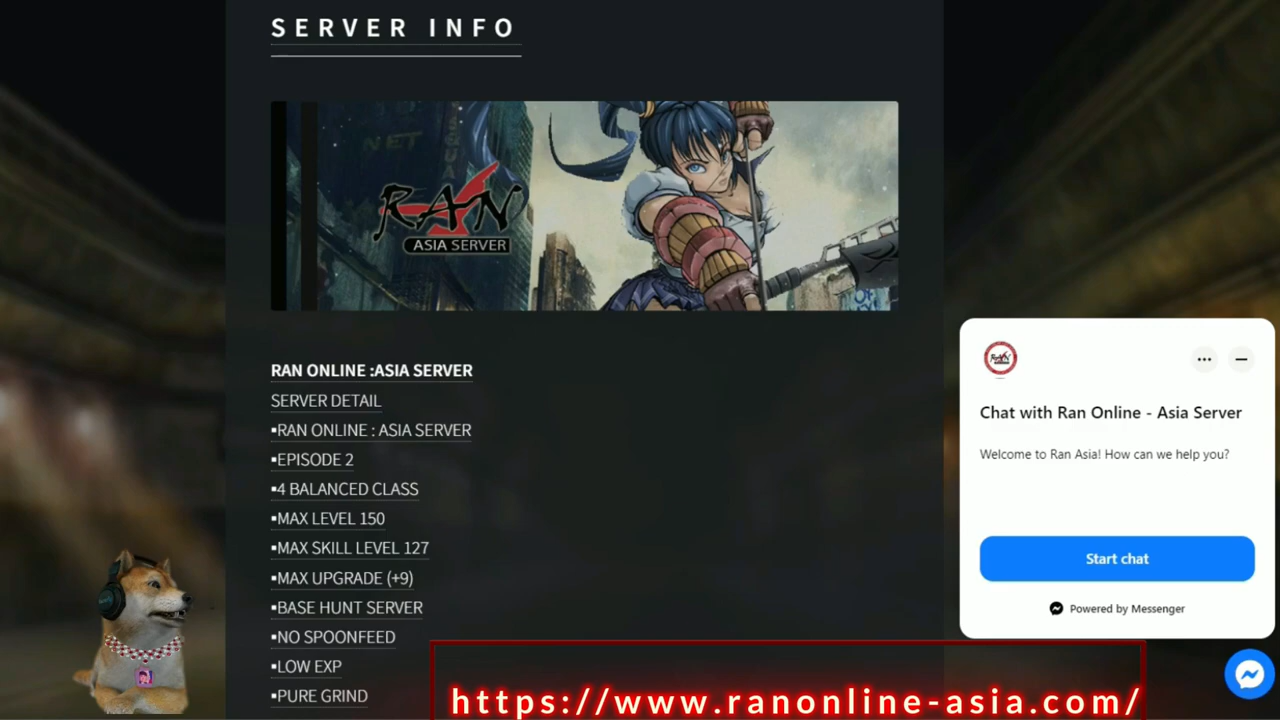 SERVER INFO
NET
RAN
ASIA SERVER
RAN ONLINE :ASIA SERVER
SERVER DETAIL
▪RAN ONLINE : ASIA SERVER
▪EPISODE 2
▪4 BALANCED CLASS
▪MAX LEVEL 150
▪MAX SKILL LEVEL 127
▪MAX UPGRADE (+9)
▪BASE HUNT SERVER
▪NO SPOONFEED
▪LOW EXP
▪PURE GRIND
RAN
Chat with Ran Online - Asia Server
Welcome to Ran Asia! How can we help you?
Start chat
Powered by Messenger
https://www.ranonline-asia.com/